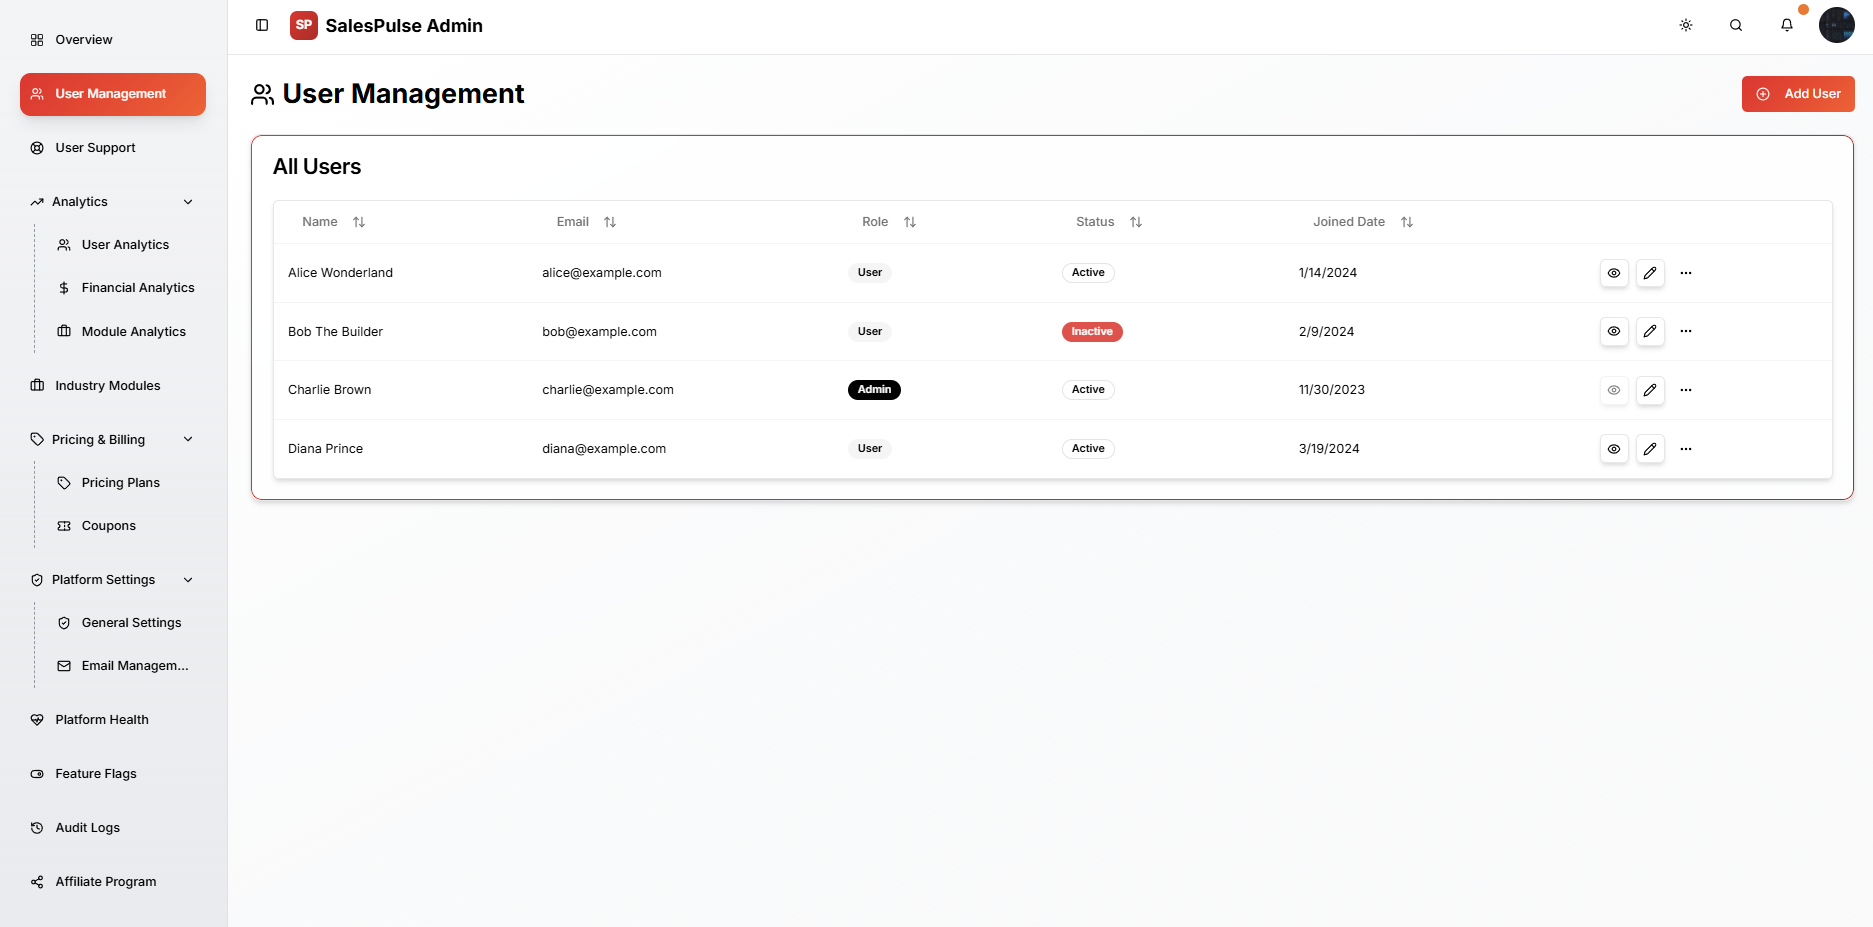 Overview
User Management
User Support
Analytics
User Analytics
Financial Analytics
Module Analytics
Industry Modules
Pricing & Billing
Pricing Plans
Coupons
Platform Settings
General Settings
Email Managem...
Platform Health
Feature Flags
Audit Logs
Affiliate Program
SP SalesPulse Admin
User Management
Add User
All Users
Name Email Role Status Joined Date
Alice Wonderland alice@example.com User Active 1/14/2024
Bob The Builder bob@example.com User Inactive 2/9/2024
Charlie Brown charlie@example.com Admin Active 11/30/2023
Diana Prince diana@example.com User Active 3/19/2024